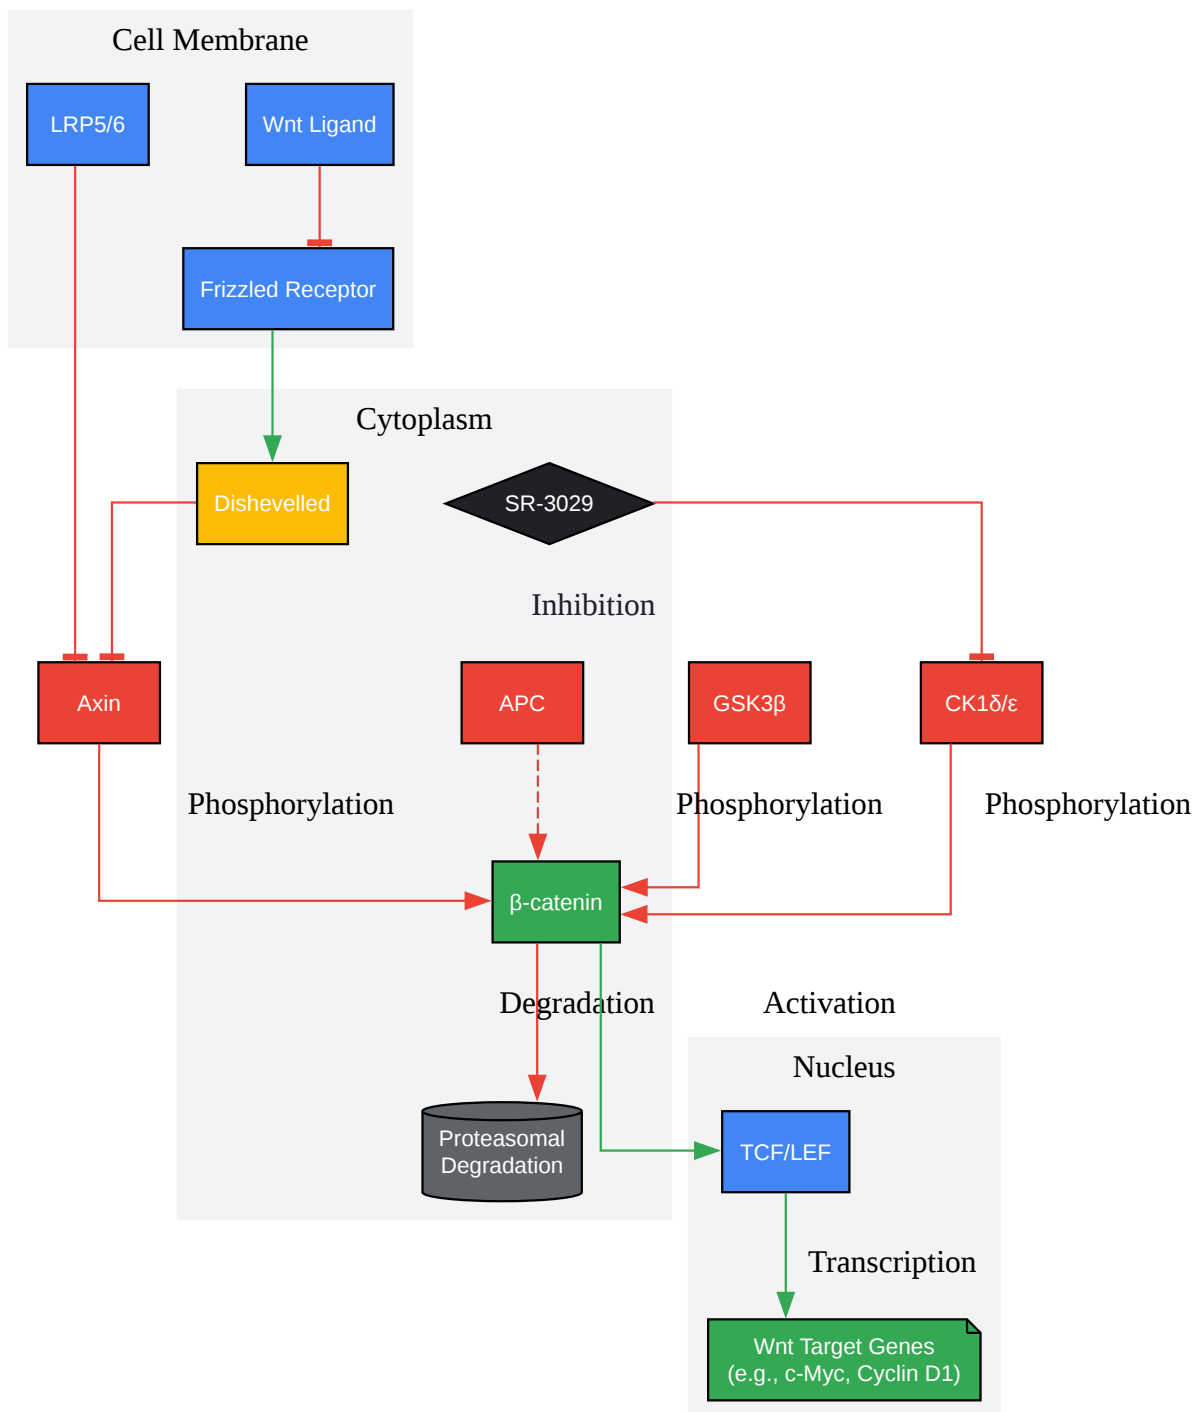 Cell Membrane
LRP5/6
Wnt Ligand
Frizzled Receptor
Cytoplasm
Dishevelled
SR-3029
Inhibition
Axin
APC
GSK3β
CK1δ/ε
Phosphorylation
Phosphorylation
Phosphorylation
β-catenin
Degradation
Activation
Nucleus
Proteasomal
Degradation
TCF/LEF
Transcription
Wnt Target Genes
(e.g., c-Myc, Cyclin D1)